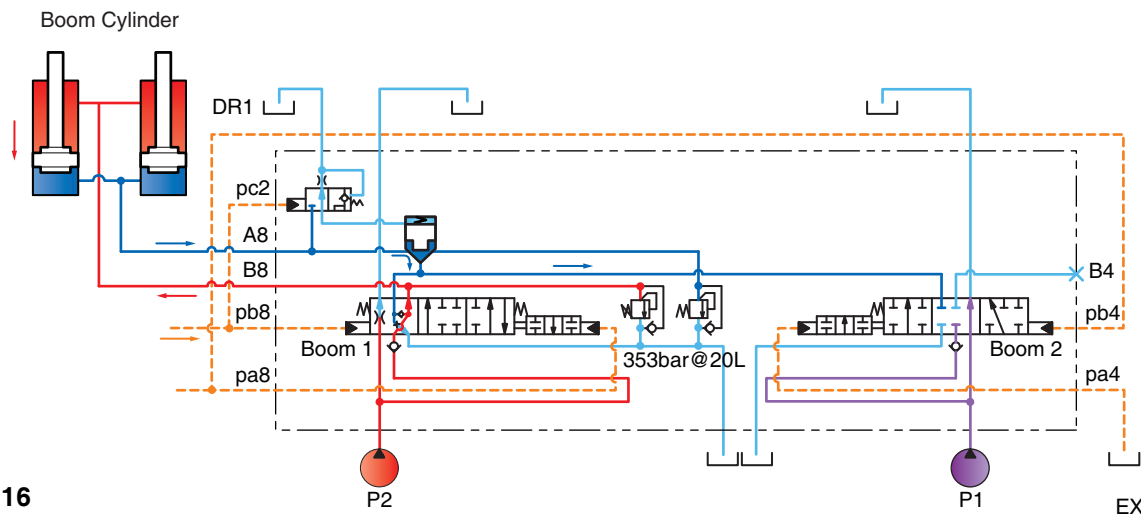 Boom Cylinder
DR1
pc2
A8
B8
B4
pb8
pb4
Boom 1
353bar@20L
Boom 2
pa8
pa4
P2
P1
16
EX